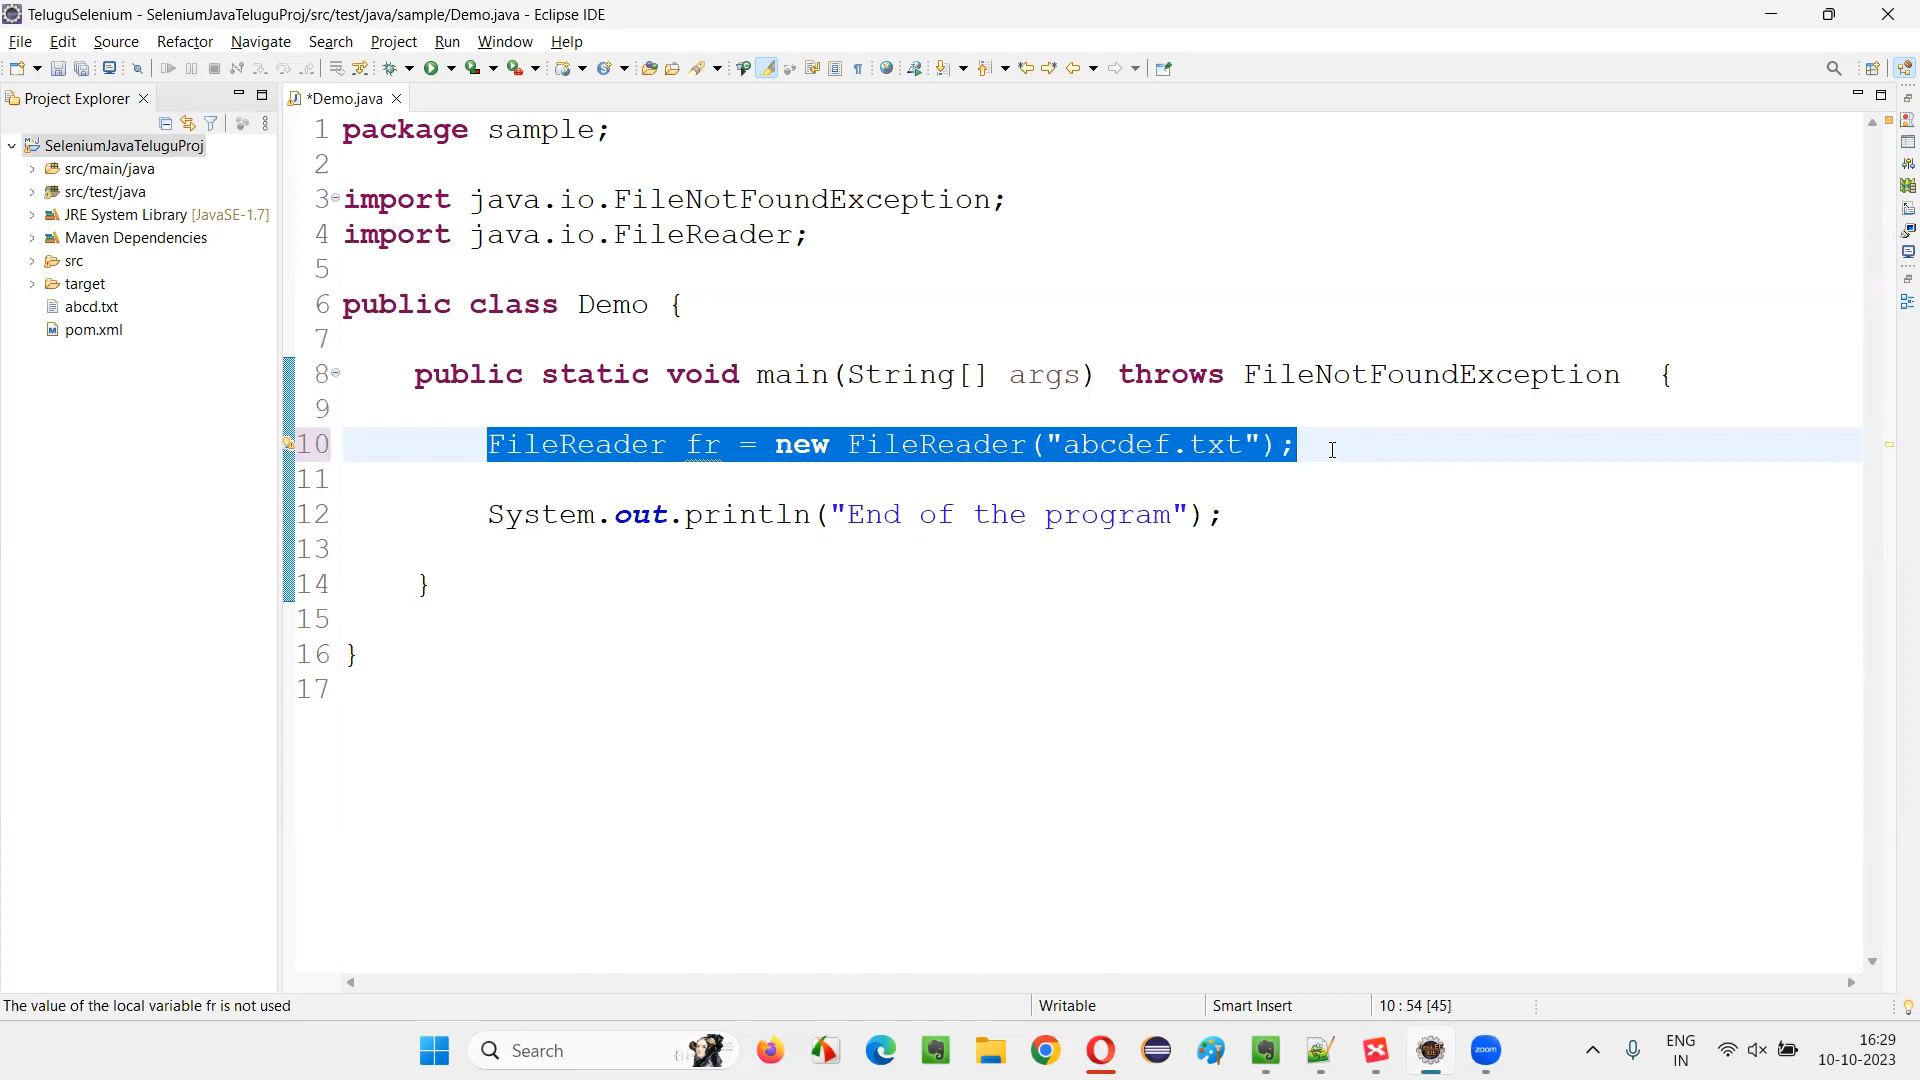 TeluguSelenium - SeleniumJavaTeluguProj/src/test/java/sample/Demo.java - Eclipse IDE
File Edit Source Refactor Navigate Search Project Run Window Help
Project Explorer
*Demo.java
SeleniumJavaTeluguProj
src/main/java
src/test/java
JRE System Library [JavaSE-1.7]
Maven Dependencies
src
target
abcd.txt
pom.xml
1 package sample;
2
3 import java.io.FileNotFoundException;
4 import java.io.FileReader;
5
6 public class Demo {
7
8 public static void main(String[] args) throws FileNotFoundException {
9
10 FileReader fr = new FileReader("abcdef.txt");
11
12 System.out.println("End of the program");
13
14 }
15
16 }
17
The value of the local variable fr is not used
Writable
Smart Insert
10 : 54 [45]
Search
zoom
ENG
IN
16:29
10-10-2023